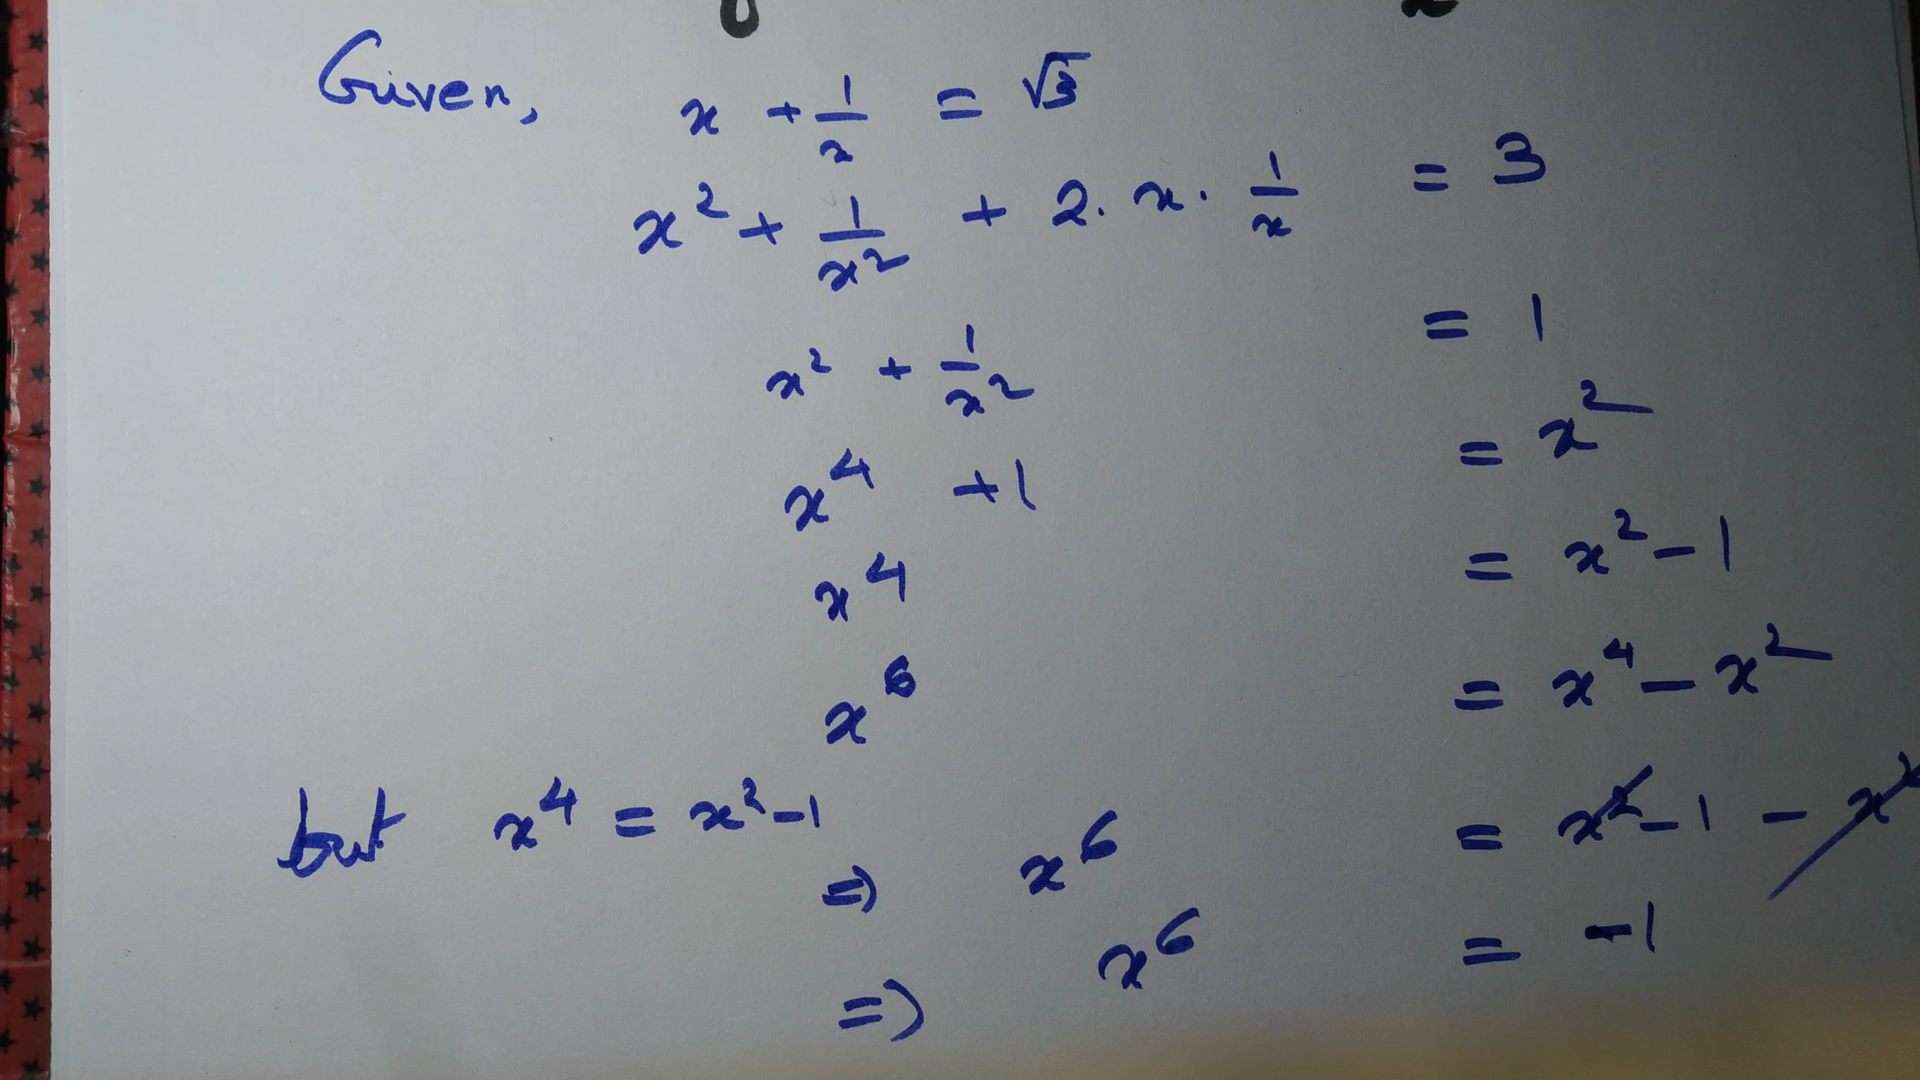 Given, x + 1/x = √3
x² + 1/x² + 2. x. 1/x = 3
x² + 1/x² = 1
x⁴ +1 = x²
x⁴ = x² - 1
x⁶ = x⁴ - x²
but x⁴ = x² - 1 => x⁶ = x² - 1 - x²
=> x⁶ = -1